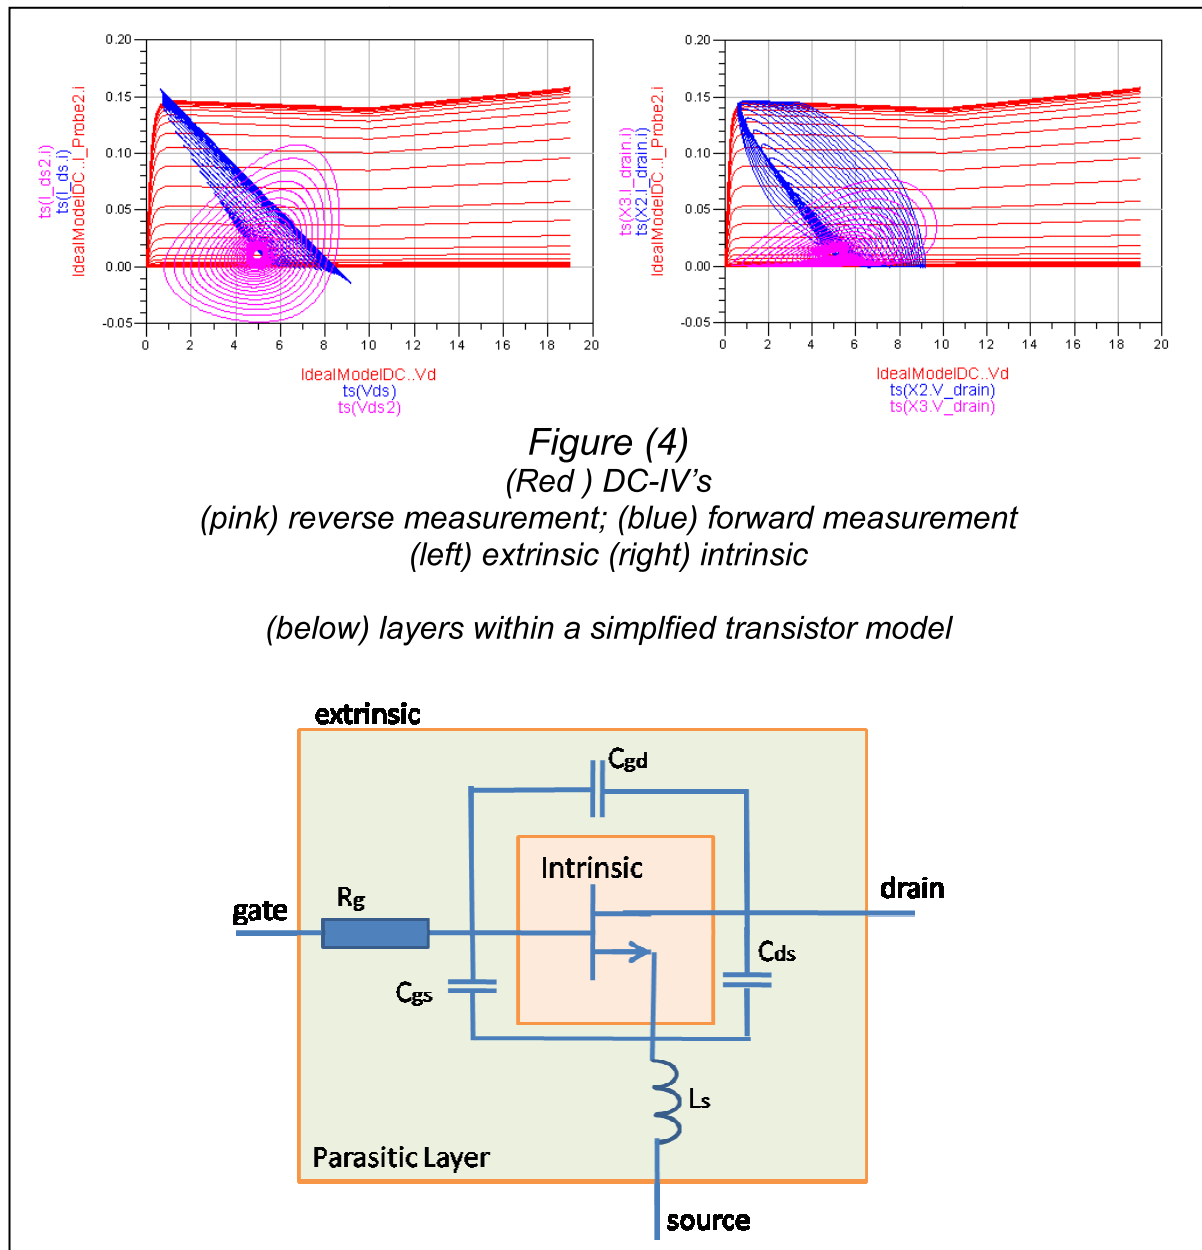 0.20
0.15
0.10
0.05
0.00
-0.05
0 2 4 6 8 10 12 14 16 18 20
ts(I_ds2.i)
ts(I_ds.i)
IdealModelDC..I_Probe2.i
IdealModelDC..Vd
ts(Vds)
ts(Vds2)
0.20
0.15
0.10
0.05
0.00
-0.05
0 2 4 6 8 10 12 14 16 18 20
ts(X3.I_drain.i)
ts(X2.I_drain.i)
IdealModelDC..I_Probe2.i
IdealModelDC..Vd
ts(X2.V_drain)
ts(X3.V_drain)
Figure (4)
(Red ) DC-IV's
(pink) reverse measurement; (blue) forward measurement
(left) extrinsic (right) intrinsic
(below) layers within a simplfied transistor model
extrinsic
Cgd
Intrinsic
drain
gate
Rg
Cds
Cgs
Ls
Parasitic Layer
source